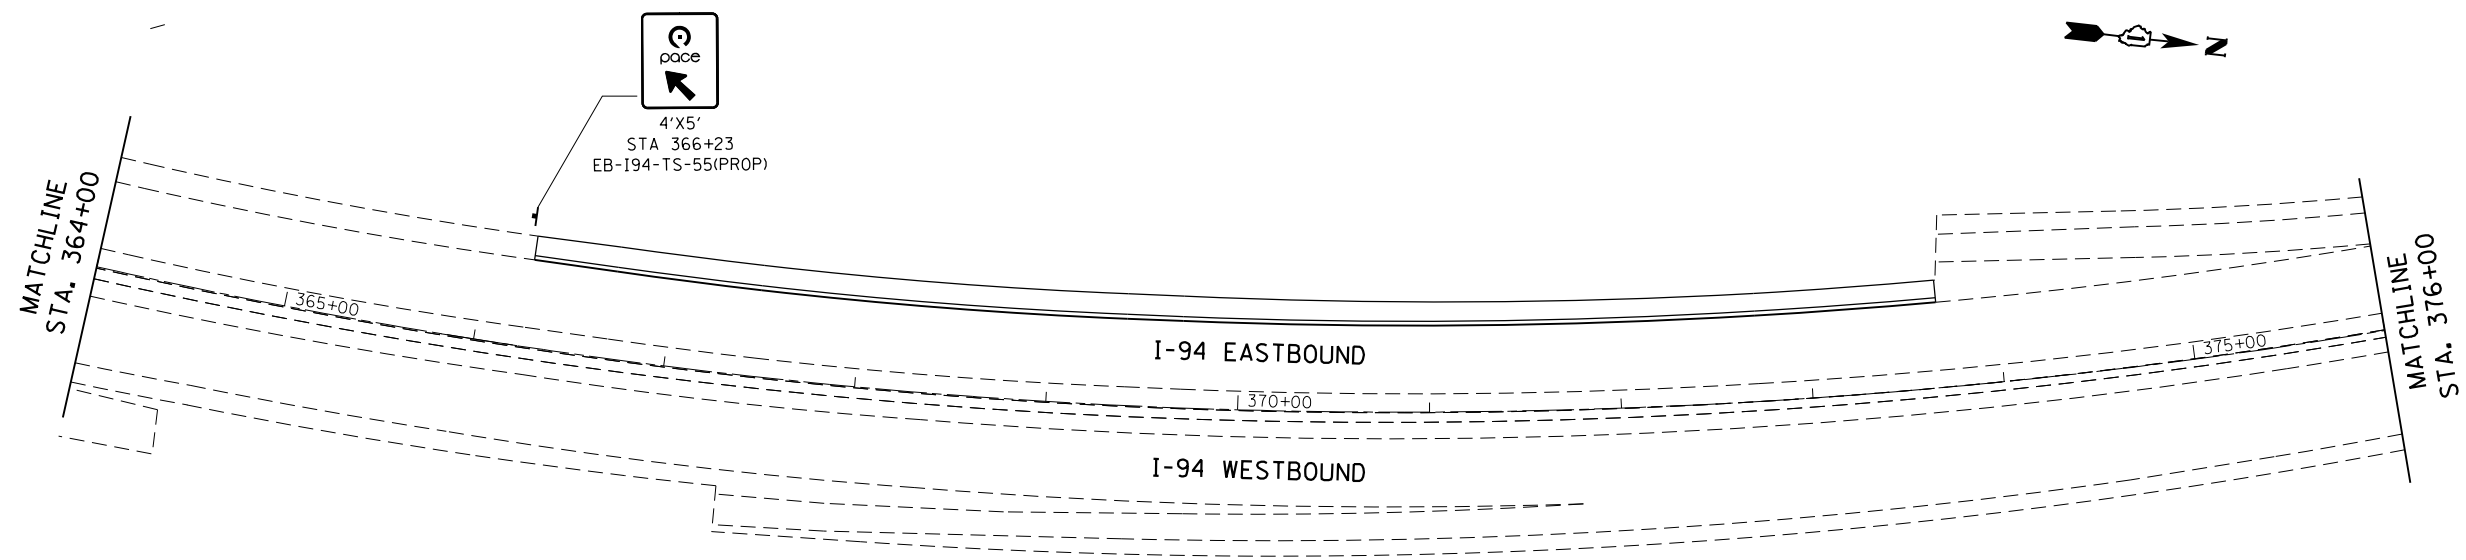 pace
4'X5'
STA 366+23
EB-I94-TS-55(PROP)
N
MATCHLINE
STA. 364+00
365+00
I-94 EASTBOUND
370+00
375+00
I-94 WESTBOUND
MATCHLINE
STA. 376+00